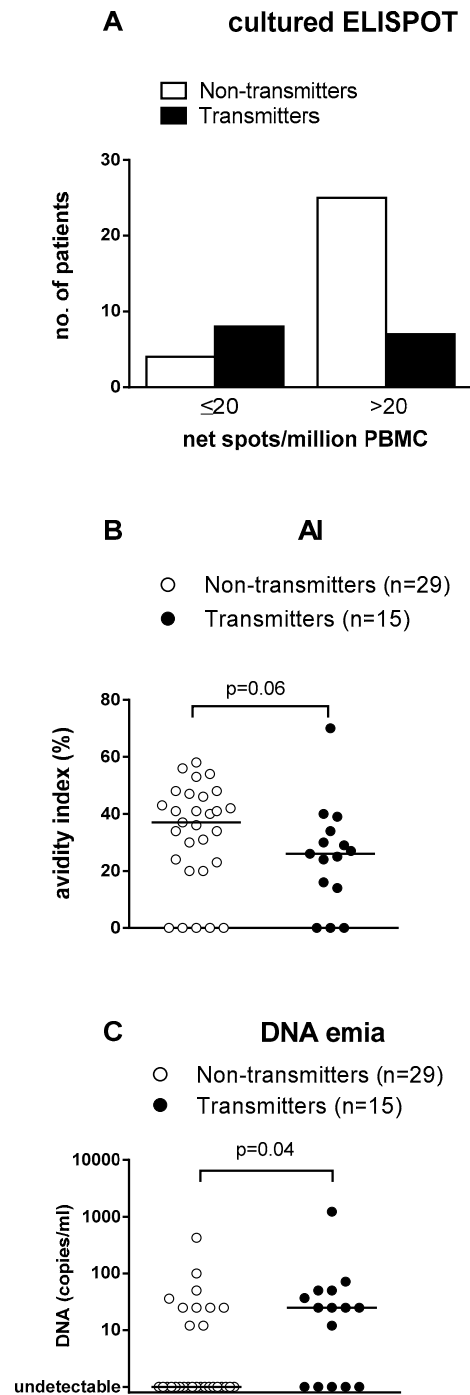 A cultured ELISPOT
Non-transmitters
Transmitters
30
20
10
0
no. of patients
≤20 >20
net spots/million PBMC
B AI
Non-transmitters (n=29)
Transmitters (n=15)
p=0.06
80
60
40
20
0
avidity index (%)
C DNA emia
Non-transmitters (n=29)
Transmitters (n=15)
p=0.04
10000
1000
100
10
undetectable
DNA (copies/ml)